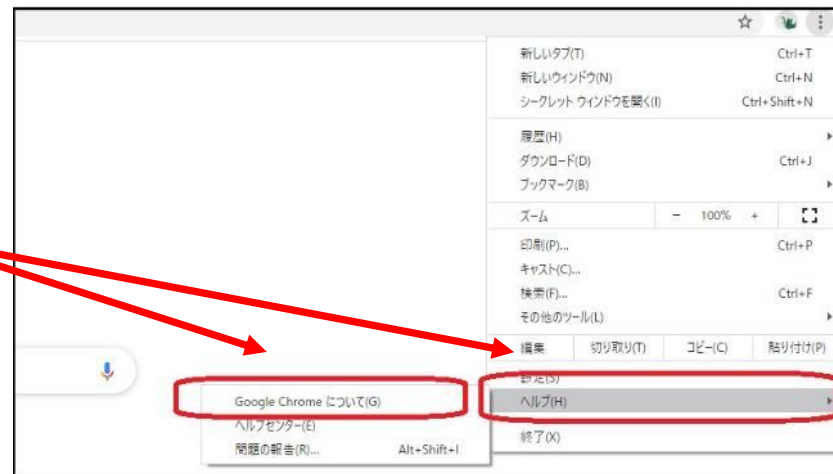 新しいタブ(T) Ctrl+T
新しいウィンドウ(N) Ctrl+N
シークレット ウィンドウを開く(I) Ctrl+Shift+N
履歴(H)
ダウンロード(D) Ctrl+J
ブックマーク(B)
ズーム − 100% +
印刷(P)... Ctrl+P
キャスト(C)...
検索(F)... Ctrl+F
その他のツール(L)
編集 切り取り(T) コピー(C) 貼り付け(P)
設定(S)
ヘルプ(H)
Google Chrome について(G)
ヘルプセンター(E)
問題の報告(R)... Alt+Shift+I
終了(X)